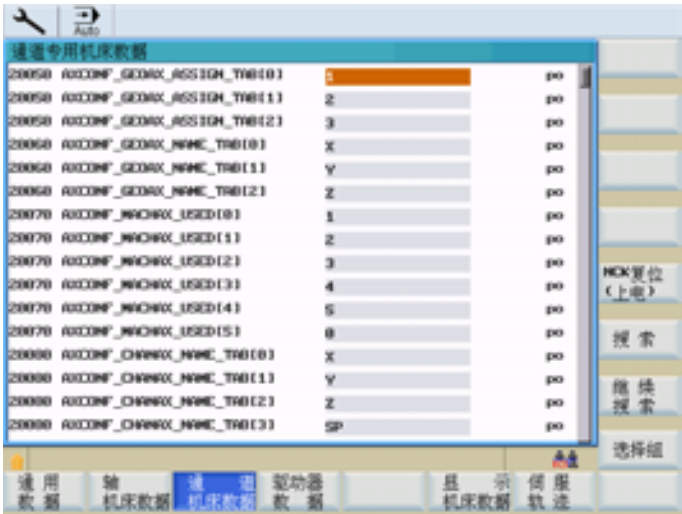 Auto
通道专用机床数据
20050 AXCONF_GEOAX_ASSIGN_TAB[0] 1 po
20050 AXCONF_GEOAX_ASSIGN_TAB[1] 2 po
20050 AXCONF_GEOAX_ASSIGN_TAB[2] 3 po
20060 AXCONF_GEOAX_NAME_TAB[0] X po
20060 AXCONF_GEOAX_NAME_TAB[1] Y po
20060 AXCONF_GEOAX_NAME_TAB[2] Z po
20070 AXCONF_MACHAX_USED[0] 1 po
20070 AXCONF_MACHAX_USED[1] 2 po
20070 AXCONF_MACHAX_USED[2] 3 po
20070 AXCONF_MACHAX_USED[3] 4 po
20070 AXCONF_MACHAX_USED[4] 5 po
20070 AXCONF_MACHAX_USED[5] 0 po
20080 AXCONF_CHANAX_NAME_TAB[0] X po
20080 AXCONF_CHANAX_NAME_TAB[1] Y po
20080 AXCONF_CHANAX_NAME_TAB[2] Z po
20080 AXCONF_CHANAX_NAME_TAB[3] SP po
NCK复位
(上电)
搜索
继续
搜索
选择组
通用
数据
轴
机床数据
通道
机床数据
驱动器
数据
显示
机床数据
伺服
轨迹